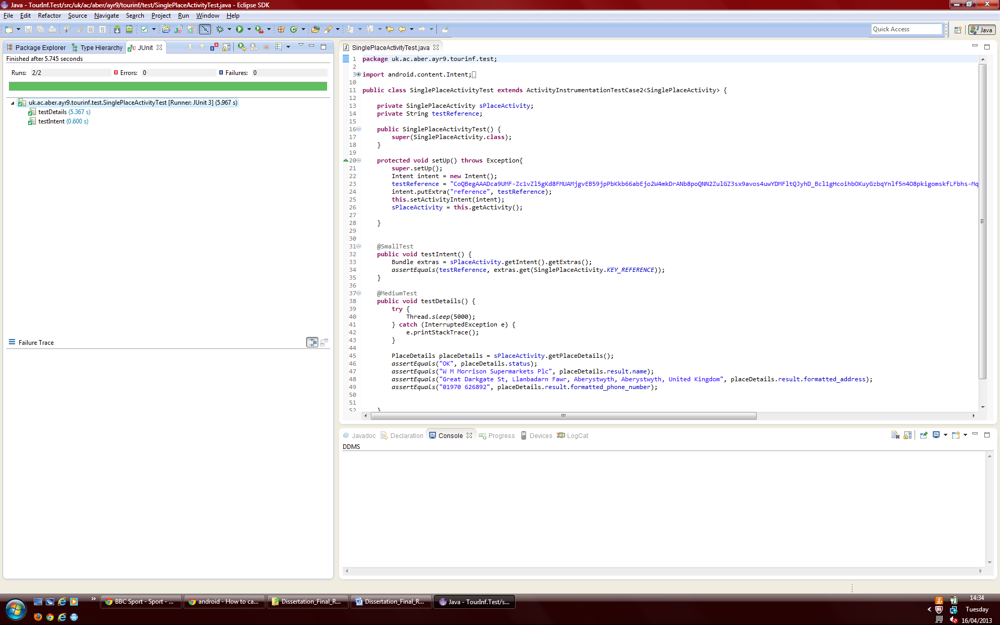 Java - TourInf.Test/src/uk/ac/aber/ayr9/tourinf/test/SinglePlaceActivityTest.java - Eclipse SDK
File Edit Refactor Source Navigate Search Project Run Window Help
Quick Access
Java
Package Explorer Type Hierarchy JUnit
Finished after 5.745 seconds
Runs: 2/2 Errors: 0 Failures: 0
uk.ac.aber.ayr9.tourinf.test.SinglePlaceActivityTest [Runner: JUnit 3] (5.967 s)
testDetails (5.367 s)
testIntent (0.600 s)
Failure Trace
SinglePlaceActivityTest.java
1 package uk.ac.aber.ayr9.tourinf.test;
2
3 import android.content.Intent;
10
11 public class SinglePlaceActivityTest extends ActivityInstrumentationTestCase2<SinglePlaceActivity> {
12
13 private SinglePlaceActivity sPlaceActivity;
14 private String testReference;
15
16 public SinglePlaceActivityTest() {
17 super(SinglePlaceActivity.class);
18 }
19
20 protected void setUp() throws Exception{
21 super.setUp();
22 Intent intent = new Intent();
23 testReference = "CoQBegAAADca9UMF-Zc1vZl5gKd8FMUAMjgvEB59jpPbKkb66abEjo2W4mkDrANb8poQNN2ZulGZ3sx9avos4uwYDMFltQJyhD_Bcl1gHcoihbOKuyGzbqYnlf5n4O8pkigomskfLFbhs-Mq
24 intent.putExtra("reference", testReference);
25 this.setActivityIntent(intent);
26 sPlaceActivity = this.getActivity();
27
28 }
29
30
31 @SmallTest
32 public void testIntent() {
33 Bundle extras = sPlaceActivity.getIntent().getExtras();
34 assertEquals(testReference, extras.get(SinglePlaceActivity.KEY_REFERENCE));
35 }
36
37 @MediumTest
38 public void testDetails() {
39 try {
40 Thread.sleep(5000);
41 } catch (InterruptedException e) {
42 e.printStackTrace();
43 }
44
45 PlaceDetails placeDetails = sPlaceActivity.getPlaceDetails();
46 assertEquals("OK", placeDetails.status);
47 assertEquals("W M Morrison Supermarkets Plc", placeDetails.result.name);
48 assertEquals("Great Darkgate St, Llanbadarn Fawr, Aberystwyth, Aberystwyth, United Kingdom", placeDetails.result.formatted_address);
49 assertEquals("01970 626892", placeDetails.result.formatted_phone_number);
50
51
52 }
Javadoc Declaration Console Progress Devices LogCat
DDMS
BBC Sport - Sport - ... android - How to ca... Dissertation_Final_R... Dissertation_Final_R... Java - TourInf.Test/s...
14:34
Tuesday
16/04/2013